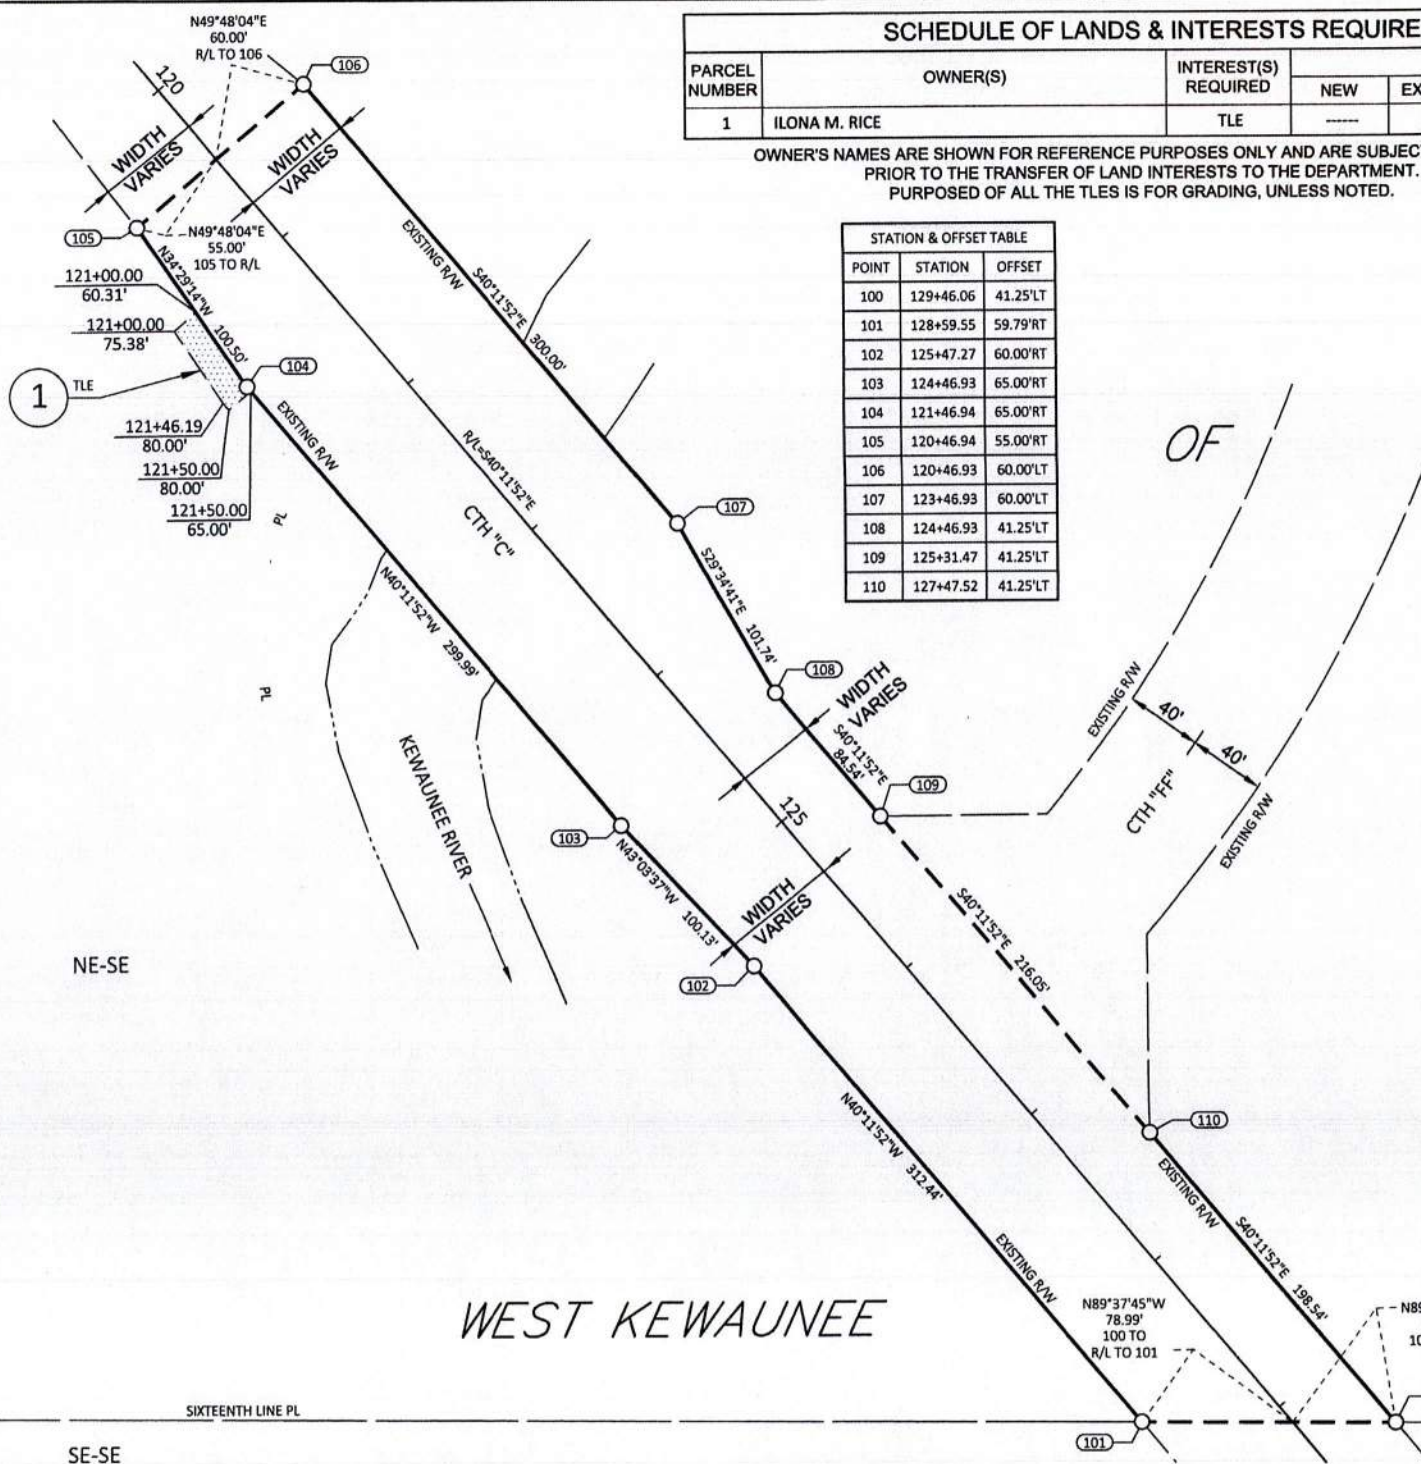 SCHEDULE OF LANDS & INTERESTS REQUIRE
PARCEL NUMBER
OWNER(S)
INTEREST(S) REQUIRED
NEW
EX
1
ILONA M. RICE
TLE
------
OWNER'S NAMES ARE SHOWN FOR REFERENCE PURPOSES ONLY AND ARE SUBJEC
PRIOR TO THE TRANSFER OF LAND INTERESTS TO THE DEPARTMENT.
PURPOSED OF ALL THE TLES IS FOR GRADING, UNLESS NOTED.
STATION & OFFSET TABLE
POINT STATION OFFSET
100 129+46.06 41.25'LT
101 128+59.55 59.79'RT
102 125+47.27 60.00'RT
103 124+46.93 65.00'RT
104 121+46.94 65.00'RT
105 120+46.94 55.00'RT
106 120+46.93 60.00'LT
107 123+46.93 60.00'LT
108 124+46.93 41.25'LT
109 125+31.47 41.25'LT
110 127+47.52 41.25'LT
N49°48'04"E
60.00'
R/L TO 106
106
120
WIDTH
VARIES
WIDTH
VARIES
105
N49°48'04"E
55.00'
105 TO R/L
N34°29'14"W 100.50'
121+00.00
60.31'
121+00.00
75.38'
1
TLE
104
121+46.19
80.00'
121+50.00
80.00'
121+50.00
65.00'
EXISTING R/W
S40°11'52"E 300.00'
EXISTING R/W
R/L=S40°11'52"E
CTH "C"
PL
PL
107
S29°34'41"E 101.74'
108
WIDTH
VARIES
S40°11'52"E
84.54'
109
N40°11'52"W 299.99'
KEWAUNEE RIVER
103
N43°03'37"W 100.13'
125
WIDTH
VARIES
102
OF
EXISTING R/W
40'
40'
CTH "FF"
EXISTING R/W
S40°11'52"E 216.05'
NE-SE
110
N40°11'52"W 312.44'
EXISTING R/W
EXISTING R/W
S40°11'52"E 198.54'
WEST KEWAUNEE
N89°37'45"W
78.99'
100 TO
R/L TO 101
N89
10
SIXTEENTH LINE PL
101
SE-SE